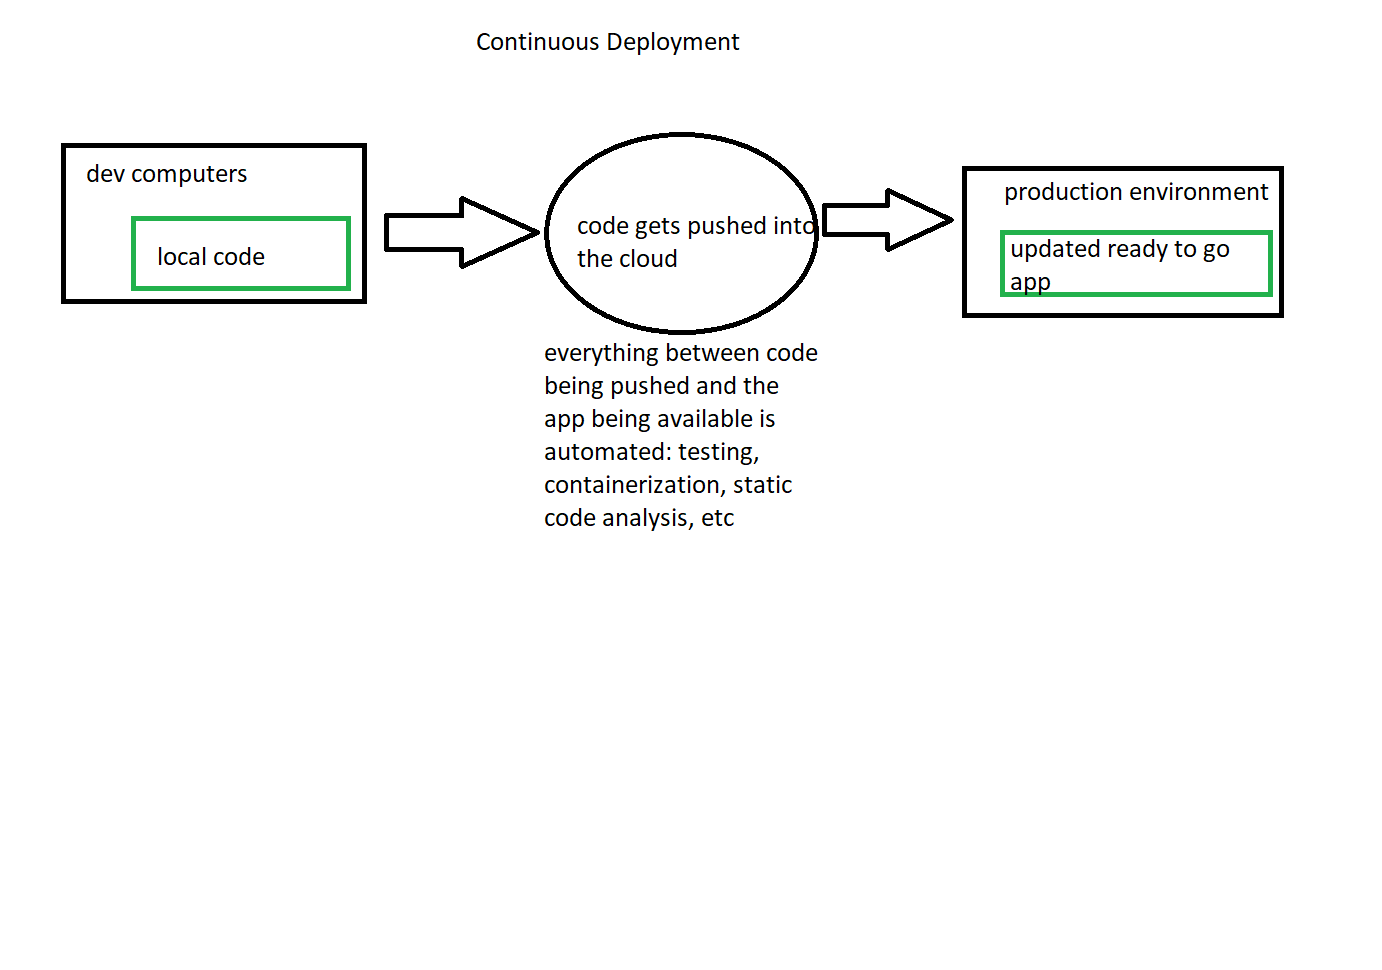 Continuous Deployment
dev computers
local code
code gets pushed into
the cloud
everything between code
being pushed and the
app being available is
automated: testing,
containerization, static
code analysis, etc
production environment
updated ready to go
app